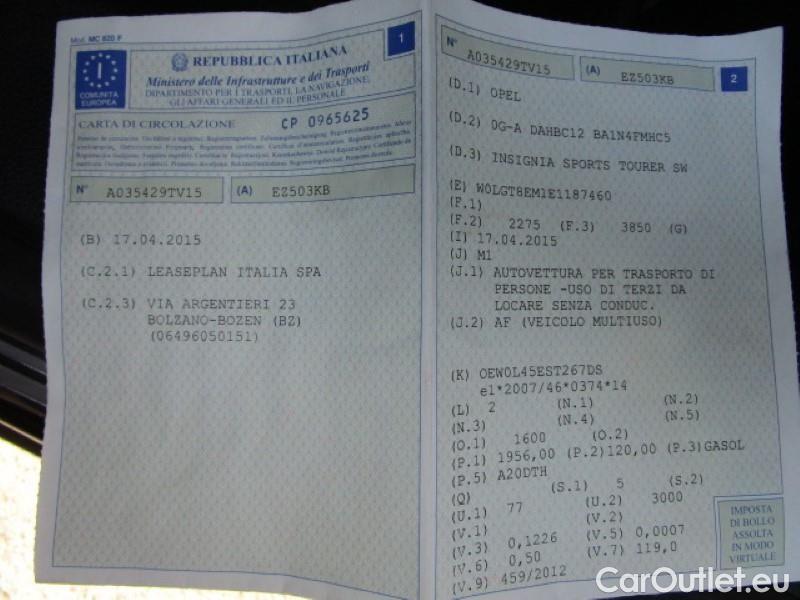 Mod. MC 820 F
1
I
COMUNITÀ
EUROPEA
REPUBBLICA ITALIANA
Ministero delle Infrastrutture e dei Trasporti
DIPARTIMENTO PER I TRASPORTI, LA NAVIGAZIONE,
GLI AFFARI GENERALI ED IL PERSONALE
CARTA DI CIRCOLAZIONE CP 0965625
N° A035429TV15 (A) EZ503KB
(B) 17.04.2015
(C.2.1) LEASEPLAN ITALIA SPA
(C.2.3) VIA ARGENTIERI 23
BOLZANO-BOZEN (BZ)
(06496050151)
N° A035429TV15 (A) EZ503KB 2
(D.1) OPEL
(D.2) 0G-A DAHBC12 BA1N4FMHC5
(D.3) INSIGNIA SPORTS TOURER SW
(E) W0LGT8EM1E1187460
(F.1)
(F.2) 2275 (F.3) 3850 (G)
(I) 17.04.2015
(J) M1
(J.1) AUTOVETTURA PER TRASPORTO DI
PERSONE -USO DI TERZI DA
LOCARE SENZA CONDUC.
(J.2) AF (VEICOLO MULTIUSO)
(K) OEW0L45EST267DS
e1*2007/46*0374*14
(L) 2 (N.1) (N.2)
(N.3) (N.4) (N.5)
(O.1) 1600 (O.2)
(P.1) 1956,00 (P.2) 120,00 (P.3) GASOL
(P.5) A20DTH
(Q) (S.1) 5 (S.2)
(U.1) 77 (U.2) 3000
(V.1) (V.2)
(V.3) 0,1226 (V.5) 0,0007
(V.6) 0,50 (V.7) 119,0
(V.9) 459/2012
IMPOSTA
DI BOLLO
ASSOLTA
IN MODO
VIRTUALE
CarOutlet.eu